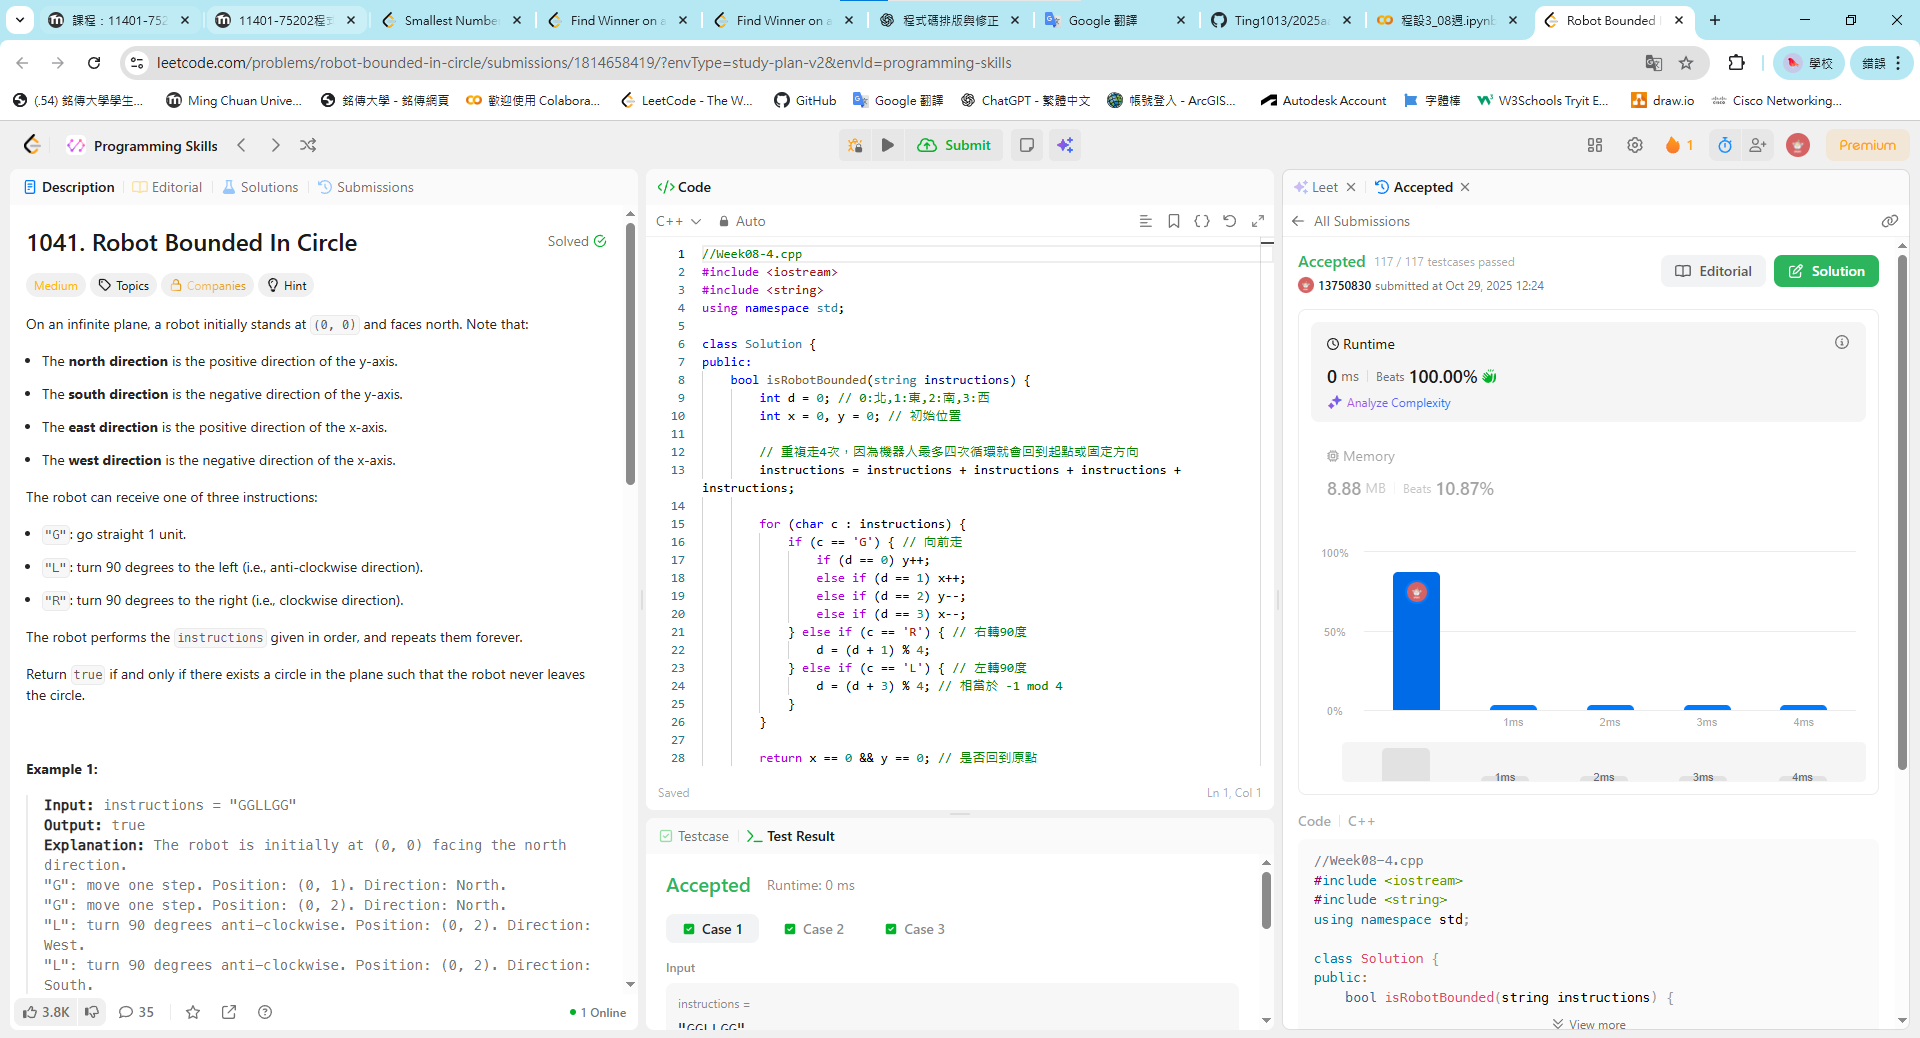 課程：11401-752
11401-75202程式
Smallest Numbe
Find Winner on a
Find Winner on a
程式碼排版與修正
Google 翻譯
Ting1013/2025a
程設3_08週.ipynb
Robot Bounded
leetcode.com/problems/robot-bounded-in-circle/submissions/1814658419/?envType=study-plan-v2&envId=programming-skills
學校
錯誤
(.54) 銘傳大學學生...
Ming Chuan Unive...
銘傳大學 - 銘傳網頁
歡迎使用 Colabora...
LeetCode - The W...
GitHub
Google 翻譯
ChatGPT - 繁體中文
帳號登入 - ArcGIS...
Autodesk Account
字體棒
W3Schools Tryit E...
draw.io
Cisco Networking...
Programming Skills
Submit
1
Premium
Description
Editorial
Solutions
Submissions
1041. Robot Bounded In Circle
Solved
Medium
Topics
Companies
Hint
On an infinite plane, a robot initially stands at (0, 0) and faces north. Note that:
• The north direction is the positive direction of the y-axis.
• The south direction is the negative direction of the y-axis.
• The east direction is the positive direction of the x-axis.
• The west direction is the negative direction of the x-axis.
The robot can receive one of three instructions:
• "G": go straight 1 unit.
• "L": turn 90 degrees to the left (i.e., anti-clockwise direction).
• "R": turn 90 degrees to the right (i.e., clockwise direction).
The robot performs the instructions given in order, and repeats them forever.
Return true if and only if there exists a circle in the plane such that the robot never leaves
the circle.
Example 1:
Input: instructions = "GGLLGG"
Output: true
Explanation: The robot is initially at (0, 0) facing the north
direction.
"G": move one step. Position: (0, 1). Direction: North.
"G": move one step. Position: (0, 2). Direction: North.
"L": turn 90 degrees anti-clockwise. Position: (0, 2). Direction:
West.
"L": turn 90 degrees anti-clockwise. Position: (0, 2). Direction:
South.
3.8K
35
1 Online
Code
C++
Auto
1 //Week08-4.cpp
2 #include <iostream>
3 #include <string>
4 using namespace std;
5
6 class Solution {
7 public:
8 bool isRobotBounded(string instructions) {
9 int d = 0; // 0:北,1:東,2:南,3:西
10 int x = 0, y = 0; // 初始位置
11
12 // 重複走4次，因為機器人最多四次循環就會回到起點或固定方向
13 instructions = instructions + instructions + instructions +
instructions;
14
15 for (char c : instructions) {
16 if (c == 'G') { // 向前走
17 if (d == 0) y++;
18 else if (d == 1) x++;
19 else if (d == 2) y--;
20 else if (d == 3) x--;
21 } else if (c == 'R') { // 右轉90度
22 d = (d + 1) % 4;
23 } else if (c == 'L') { // 左轉90度
24 d = (d + 3) % 4; // 相當於 -1 mod 4
25 }
26 }
27
28 return x == 0 && y == 0; // 是否回到原點
Saved
Ln 1, Col 1
Testcase
Test Result
Accepted
Runtime: 0 ms
Case 1
Case 2
Case 3
Input
instructions =
"GGLLGG"
Leet
Accepted
All Submissions
Accepted
117 / 117 testcases passed
13750830 submitted at Oct 29, 2025 12:24
Editorial
Solution
Runtime
0 ms
Beats 100.00%
Analyze Complexity
Memory
8.88 MB
Beats 10.87%
100%
50%
0%
1ms
2ms
3ms
4ms
1ms
2ms
3ms
4ms
Code
C++
//Week08-4.cpp
#include <iostream>
#include <string>
using namespace std;
class Solution {
public:
bool isRobotBounded(string instructions) {
View more